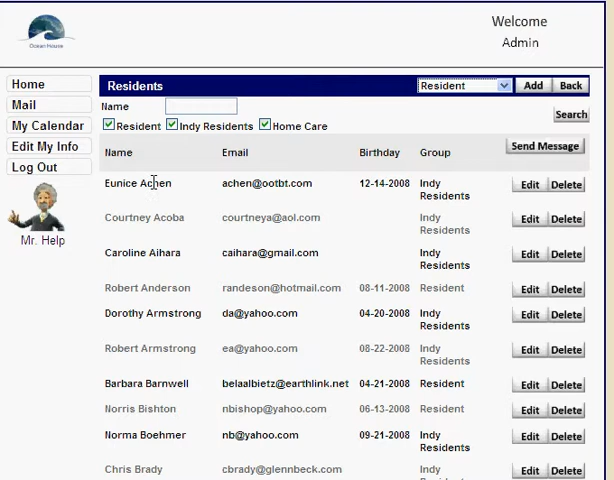 Welcome
Admin
Ocean House
Home
Mail
My Calendar
Edit My Info
Log Out
Mr. Help
Residents Resident Add Back
Name
Search
Resident Indy Residents Home Care
Name Email Birthday Group Send Message
Eunice Achen achen@ootbt.com 12-14-2008 Indy Residents Edit Delete
Courtney Acoba courtneya@aol.com Indy Residents Edit Delete
Caroline Aihara caihara@gmail.com Indy Residents Edit Delete
Robert Anderson randeson@hotmail.com 08-11-2008 Resident Edit Delete
Dorothy Armstrong da@yahoo.com 04-20-2008 Indy Residents Edit Delete
Robert Armstrong ea@yahoo.com 08-22-2008 Indy Residents Edit Delete
Barbara Barnwell belaalbietz@earthlink.net 04-21-2008 Resident Edit Delete
Norris Bishton nbishop@yahoo.com 06-13-2008 Resident Edit Delete
Norma Boehmer nb@yahoo.com 09-21-2008 Indy Residents Edit Delete
Chris Brady cbrady@glennbeck.com Indy Edit Delete